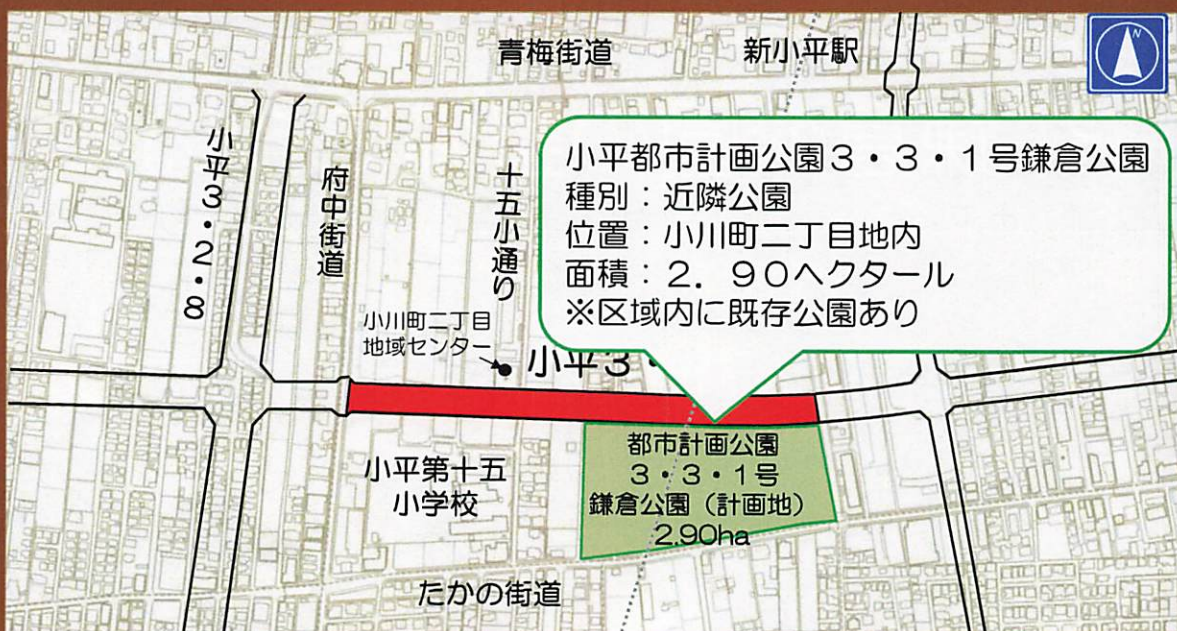 青梅街道
新小平駅
N
小平3・2・8
府中街道
十五小通り
小平都市計画公園3・3・1号鎌倉公園
種別：近隣公園
位置：小川町二丁目地内
面積：2．90ヘクタール
※区域内に既存公園あり
小川町二丁目
地域センター
小平3・
小平第十五
小学校
都市計画公園
3・3・1号
鎌倉公園（計画地）
2.90ha
たかの街道